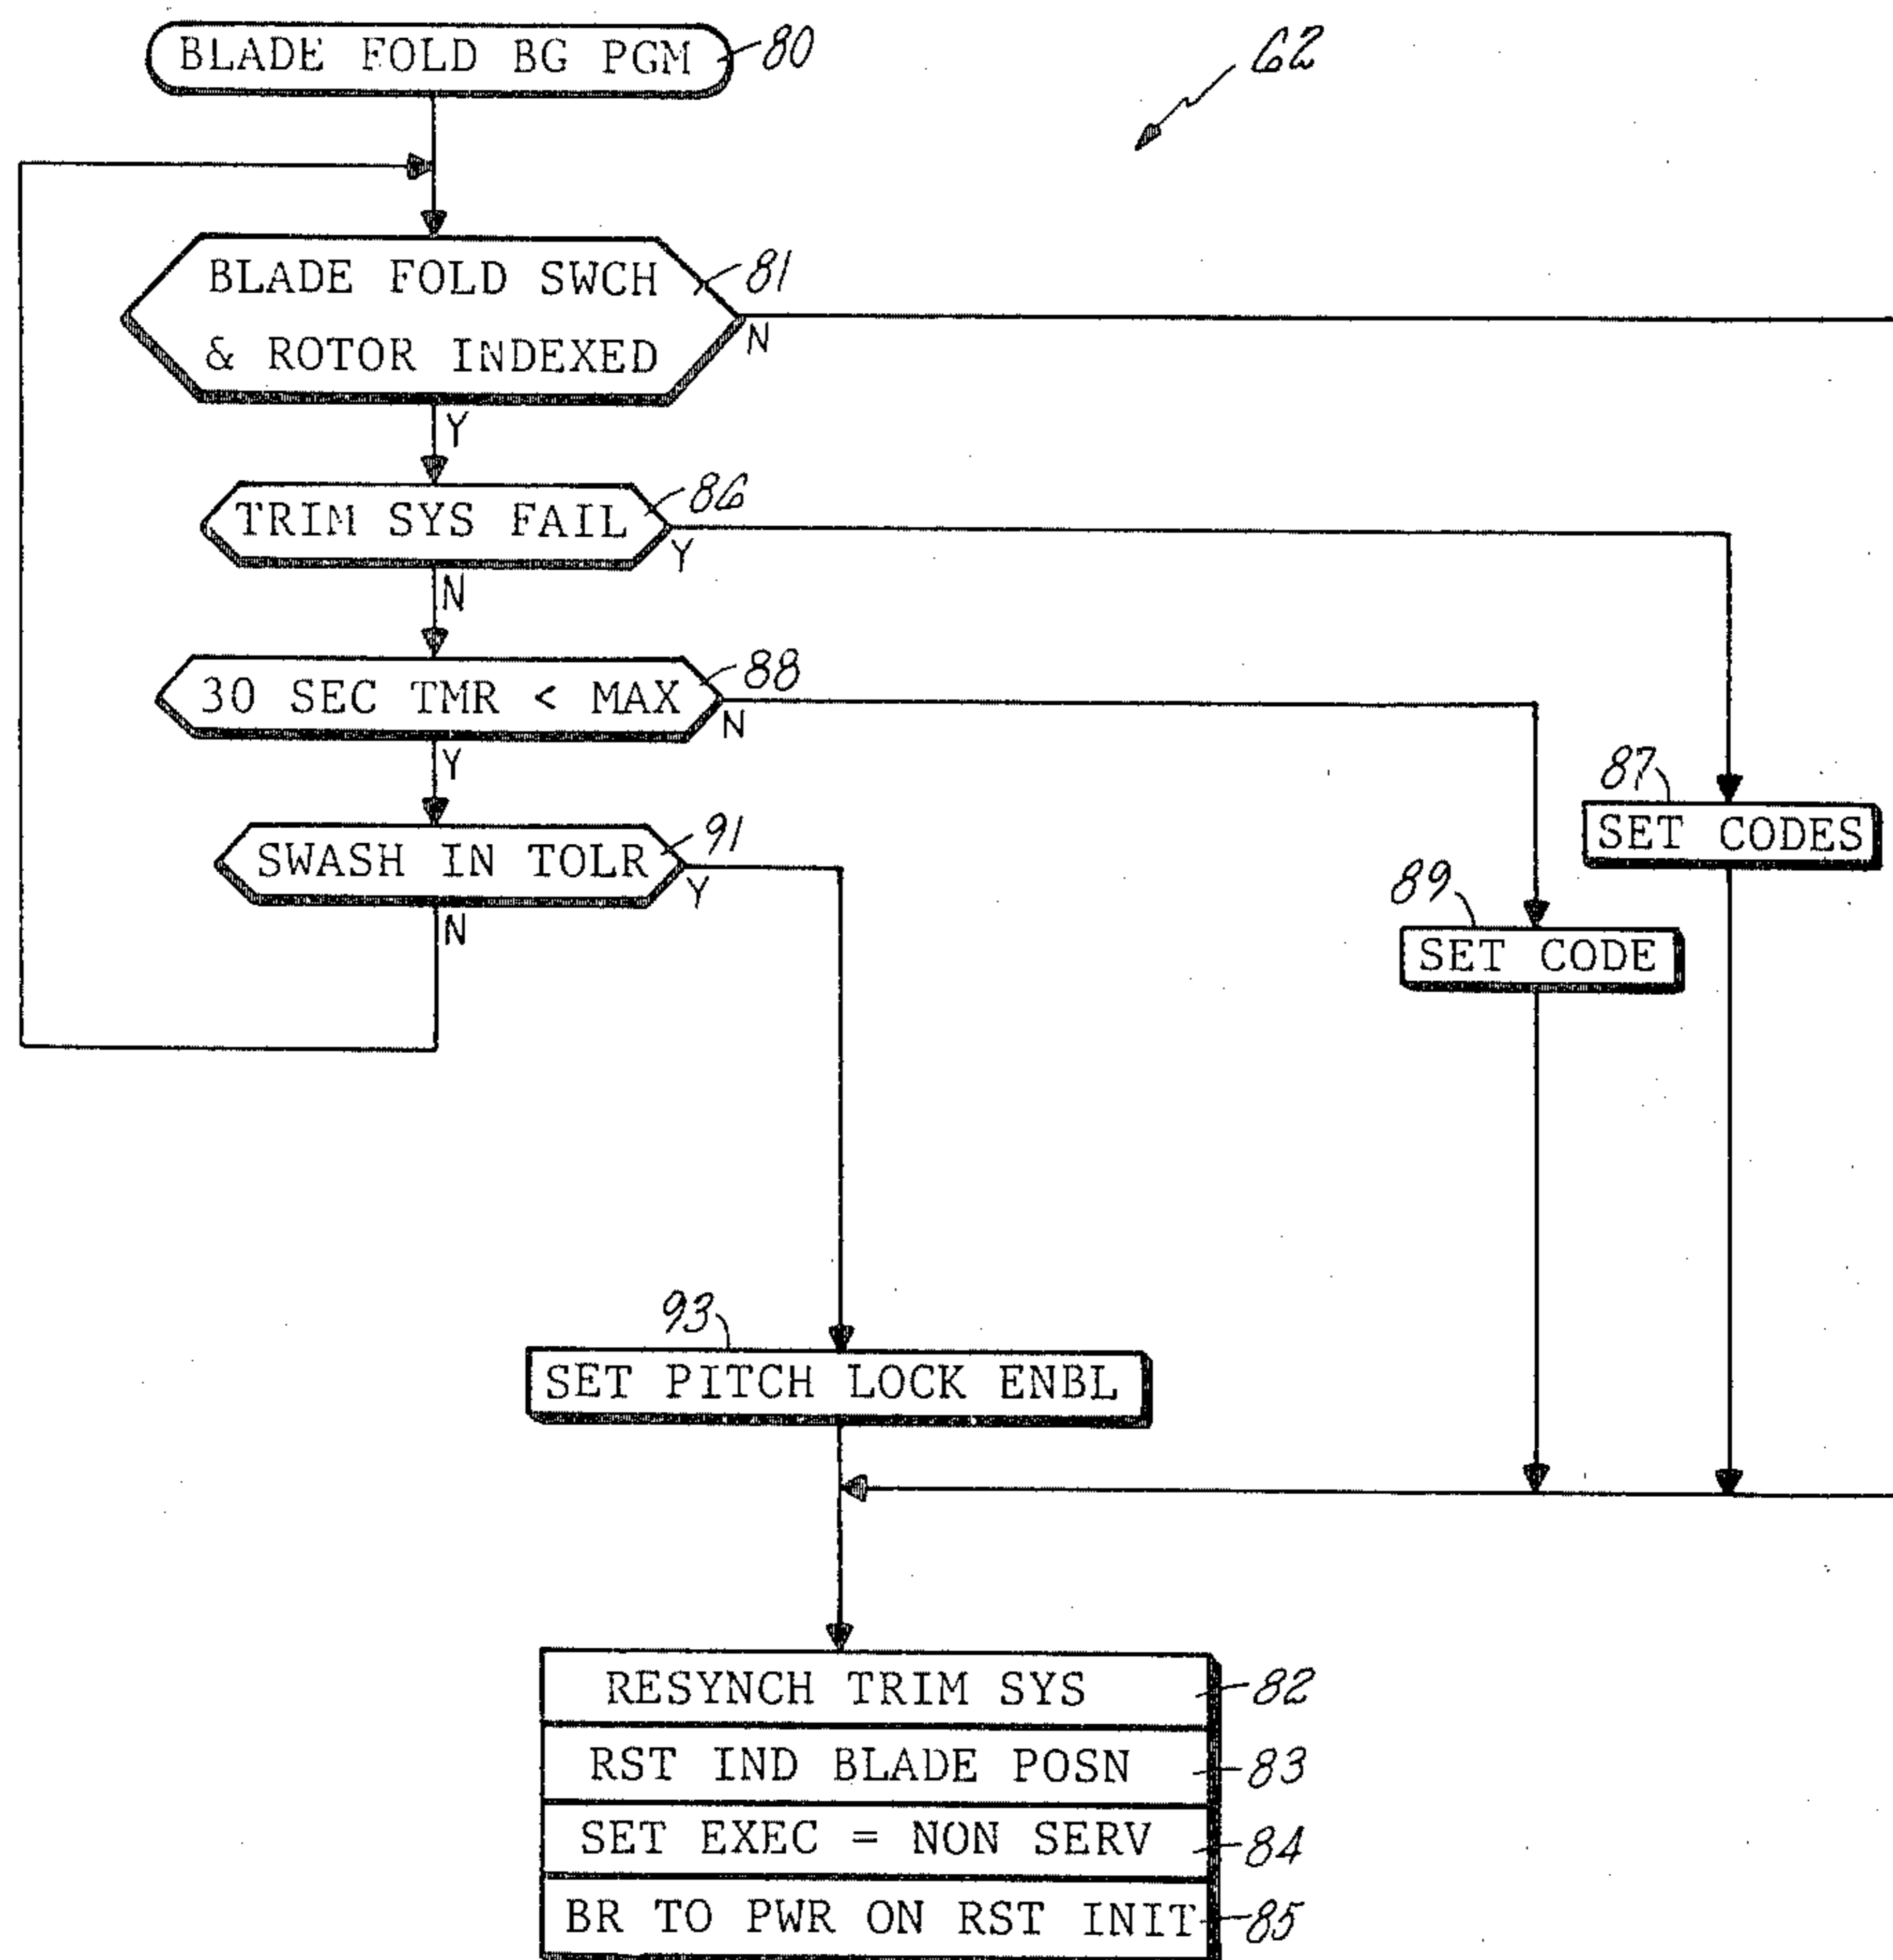 BLADE FOLD BG PGM 80
62
BLADE FOLD SWCH 81
& ROTOR INDEXED
N
Y
TRIM SYS FAIL 86
Y
N
30 SEC TMR < MAX 88
N
Y
87
SET CODES
SWASH IN TOLR 91
Y
N
89
SET CODE
93
SET PITCH LOCK ENBL
RESYNCH TRIM SYS 82
RST IND BLADE POSN 83
SET EXEC = NON SERV 84
BR TO PWR ON RST INIT 85